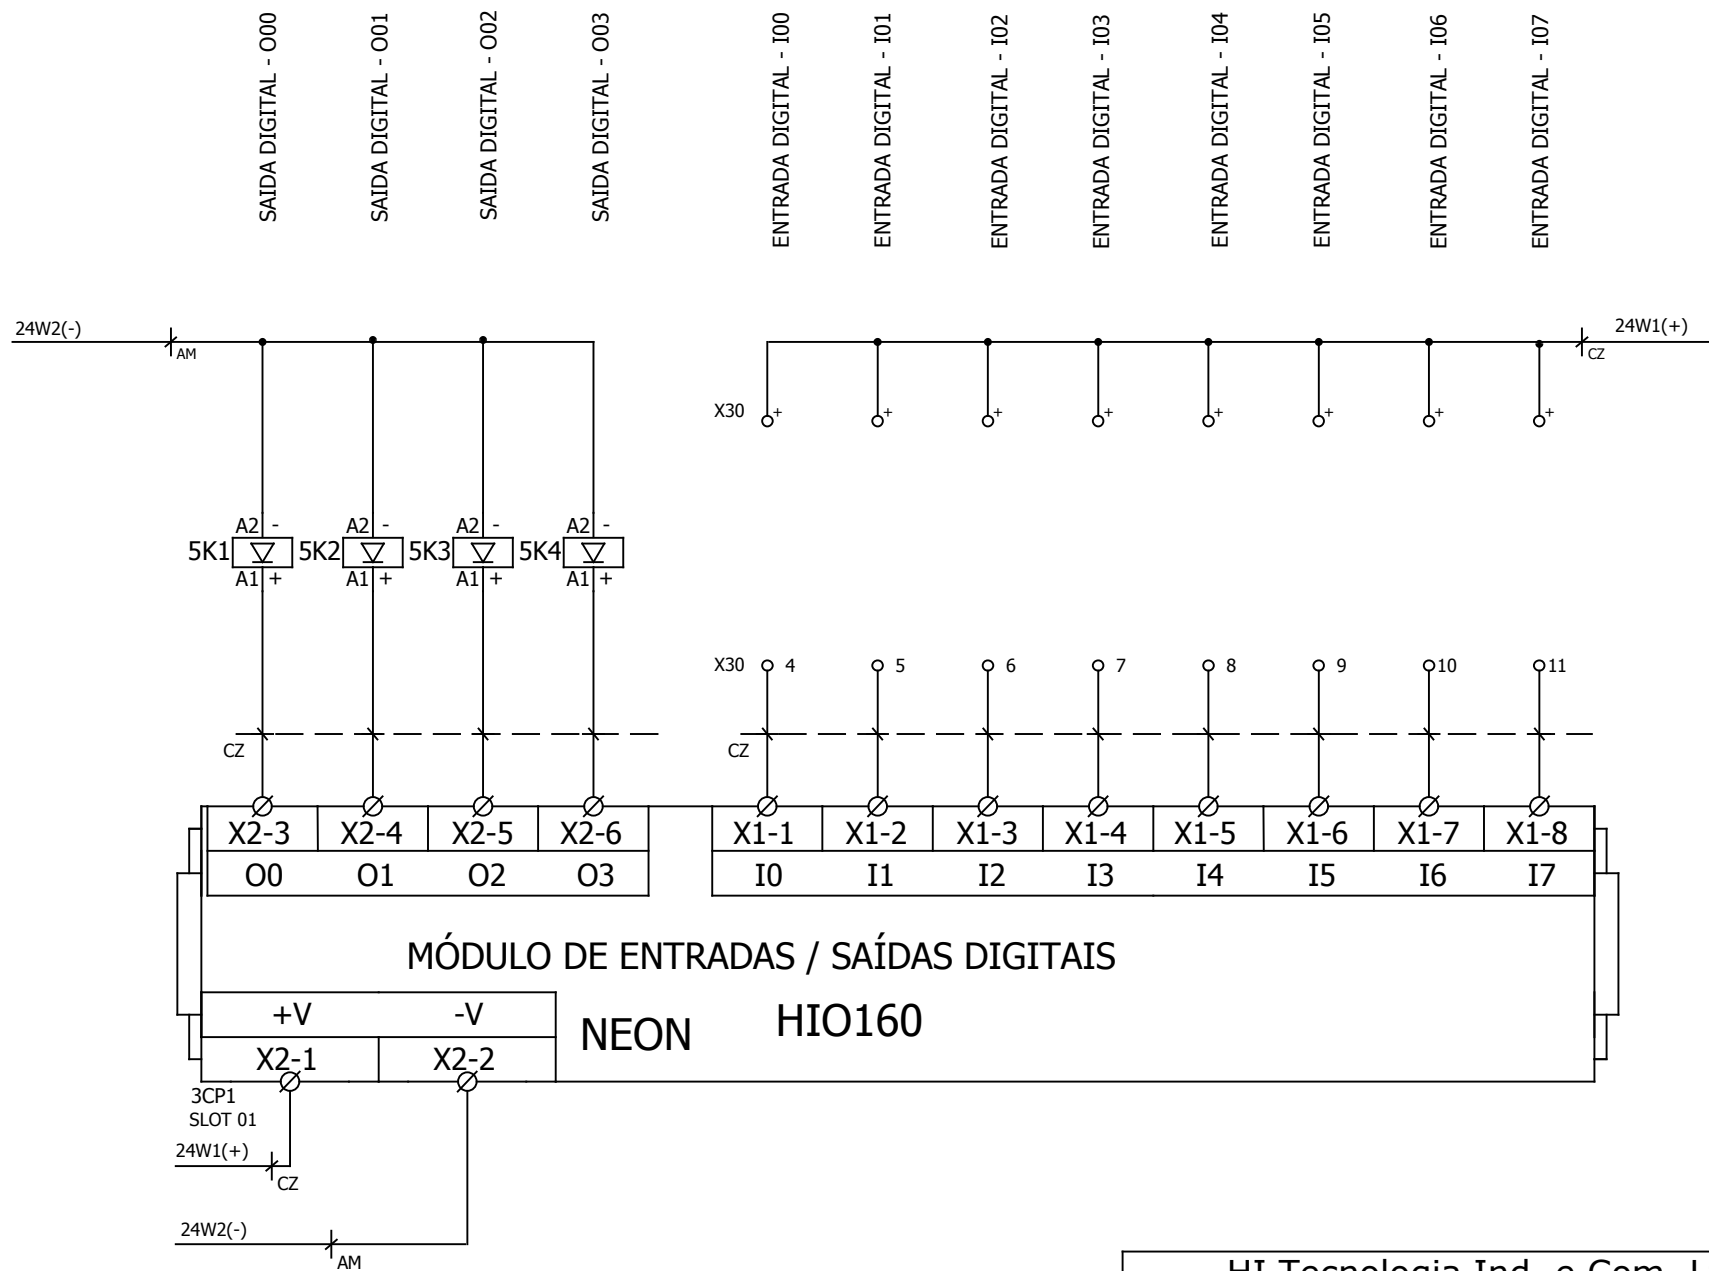 SAIDA DIGITAL - O00
SAIDA DIGITAL - O01
SAIDA DIGITAL - O02
SAIDA DIGITAL - O03
ENTRADA DIGITAL - I00
ENTRADA DIGITAL - I01
ENTRADA DIGITAL - I02
ENTRADA DIGITAL - I03
ENTRADA DIGITAL - I04
ENTRADA DIGITAL - I05
ENTRADA DIGITAL - I06
ENTRADA DIGITAL - I07
24W2(-)
AM
24W1(+)
CZ
X30 + + + + + + + +
A2 - A2 - A2 - A2 -
5K1 5K2 5K3 5K4
A1 + A1 + A1 + A1 +
X30 4 5 6 7 8 9 10 11
CZ CZ
X2-3 X2-4 X2-5 X2-6 X1-1 X1-2 X1-3 X1-4 X1-5 X1-6 X1-7 X1-8
O0 O1 O2 O3 I0 I1 I2 I3 I4 I5 I6 I7
MÓDULO DE ENTRADAS / SAÍDAS DIGITAIS
+V -V
NEON HIO160
X2-1 X2-2
3CP1
SLOT 01
24W1(+)
CZ
24W2(-)
AM
HI Tecnologia Ind. e Com.